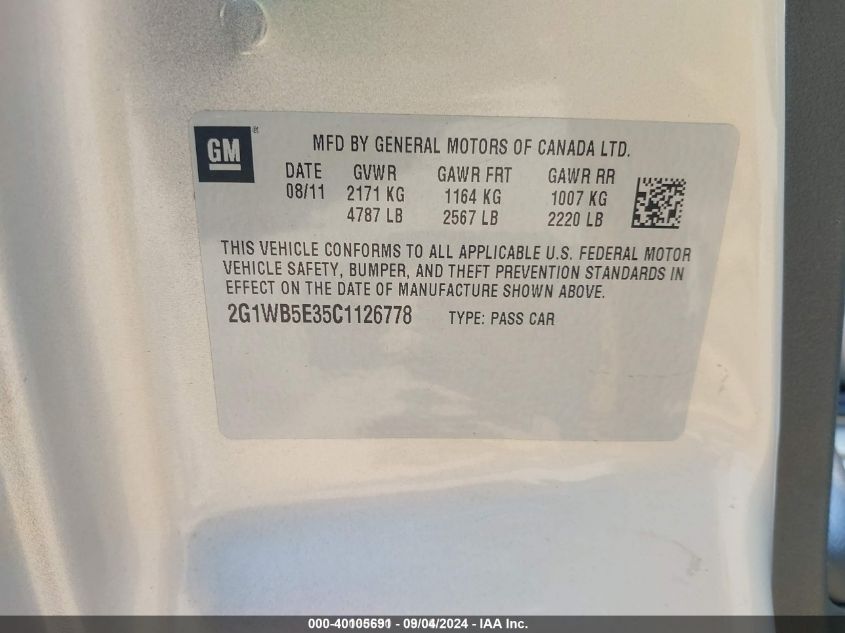 GM®
MFD BY GENERAL MOTORS OF CANADA LTD.
DATE GVWR GAWR FRT GAWR RR
08/11 2171 KG 1164 KG 1007 KG
4787 LB 2567 LB 2220 LB
THIS VEHICLE CONFORMS TO ALL APPLICABLE U.S. FEDERAL MOTOR
VEHICLE SAFETY, BUMPER, AND THEFT PREVENTION STANDARDS IN
EFFECT ON THE DATE OF MANUFACTURE SHOWN ABOVE.
2G1WB5E35C1126778 TYPE: PASS CAR
000-40105691 - 09/04/2024 - IAA Inc.